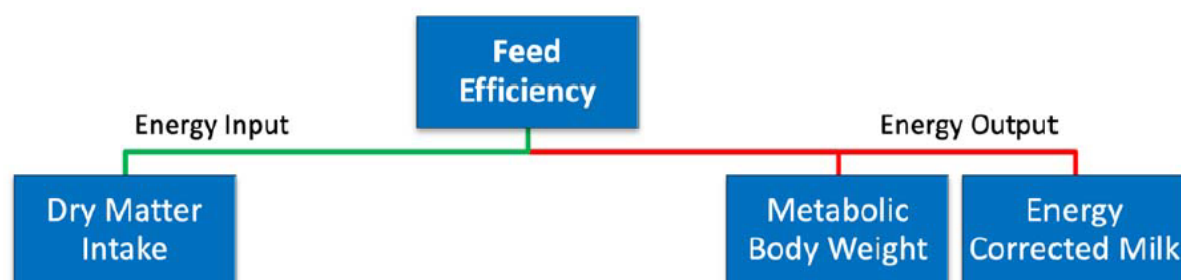 Feed
Efficiency
Energy Input
Energy Output
Dry Matter
Intake
Metabolic
Body Weight
Energy
Corrected Milk